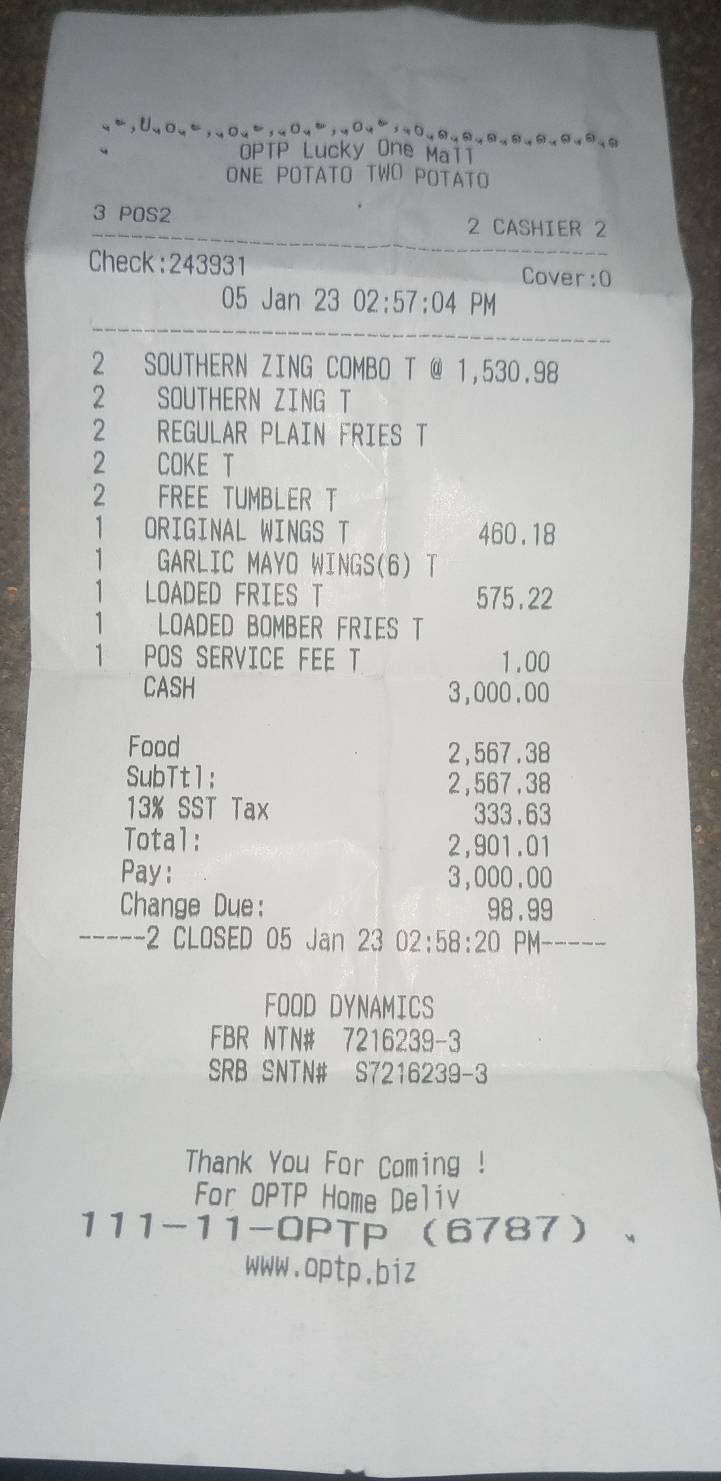 OPTP Lucky One Mall
ONE POTATO TWO POTATO
3 POS2 2 CASHIER 2
Check:243931 Cover:0
05 Jan 23 02:57:04 PM
2 SOUTHERN ZING COMBO T @ 1,530.98
2 SOUTHERN ZING T
2 REGULAR PLAIN FRIES T
2 COKE T
2 FREE TUMBLER T
1 ORIGINAL WINGS T 460.18
1 GARLIC MAYO WINGS(6) T
1 LOADED FRIES T 575.22
1 LOADED BOMBER FRIES T
1 POS SERVICE FEE T 1.00
CASH 3,000.00
Food 2,567.38
SubTtl: 2,567.38
13% SST Tax 333.63
Total: 2,901.01
Pay: 3,000.00
Change Due: 98.99
-----2 CLOSED 05 Jan 23 02:58:20 PM-----
FOOD DYNAMICS
FBR NTN# 7216239-3
SRB SNTN# S7216239-3
Thank You For Coming !
For OPTP Home Deliv
111-11-OPTP (6787)
www.optp.biz